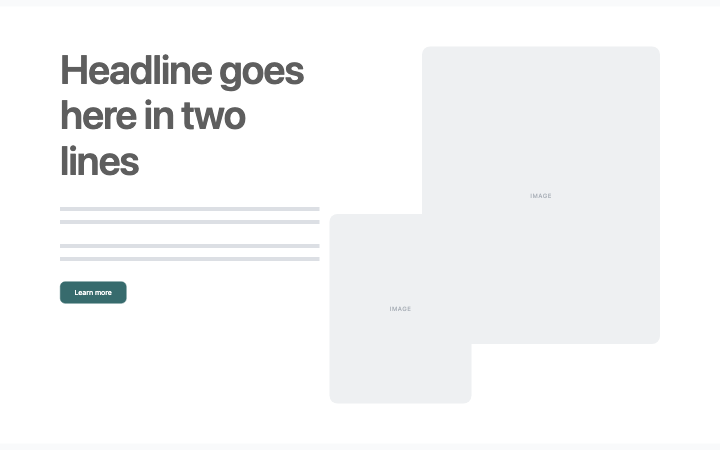 Headline goes
here in two
lines
Learn more
IMAGE
IMAGE